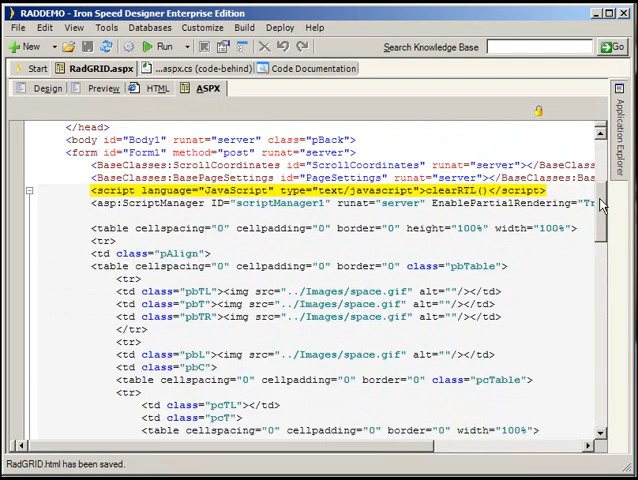 RADDEMO - Iron Speed Designer Enterprise Edition
File Edit View Tools Databases Customize Build Deploy Help
New Run Search Knowledge Base Go
Start RadGRID.aspx ...aspx.cs (code-behind) Code Documentation
Design Preview HTML ASPX
Application Explorer
</head>
<body id="Body1" runat="server" class="pBack">
<form id="Form1" method="post" runat="server">
<BaseClasses:ScrollCoordinates id="ScrollCoordinates" runat="server"></BaseClass
<BaseClasses:BasePageSettings id="PageSettings" runat="server"></BaseClasses:Bas
<script language="JavaScript" type="text/javascript">clearRTL()</script>
<asp:ScriptManager ID="scriptManager1" runat="server" EnablePartialRendering="Tr
<table cellspacing="0" cellpadding="0" border="0" height="100%" width="100%">
<tr>
<td class="pAlign">
<table cellspacing="0" cellpadding="0" border="0" class="pbTable">
<tr>
<td class="pbTL"><img src="../Images/space.gif" alt=""/></td>
<td class="pbT"><img src="../Images/space.gif" alt=""/></td>
<td class="pbTR"><img src="../Images/space.gif" alt=""/></td>
</tr>
<tr>
<td class="pbL"><img src="../Images/space.gif" alt=""/></td>
<td class="pbC">
<table cellspacing="0" cellpadding="0" border="0" class="pcTable">
<tr>
<td class="pcTL"></td>
<td class="pcT">
<table cellspacing="0" cellpadding="0" border="0" width="100%">
RadGRID.html has been saved.